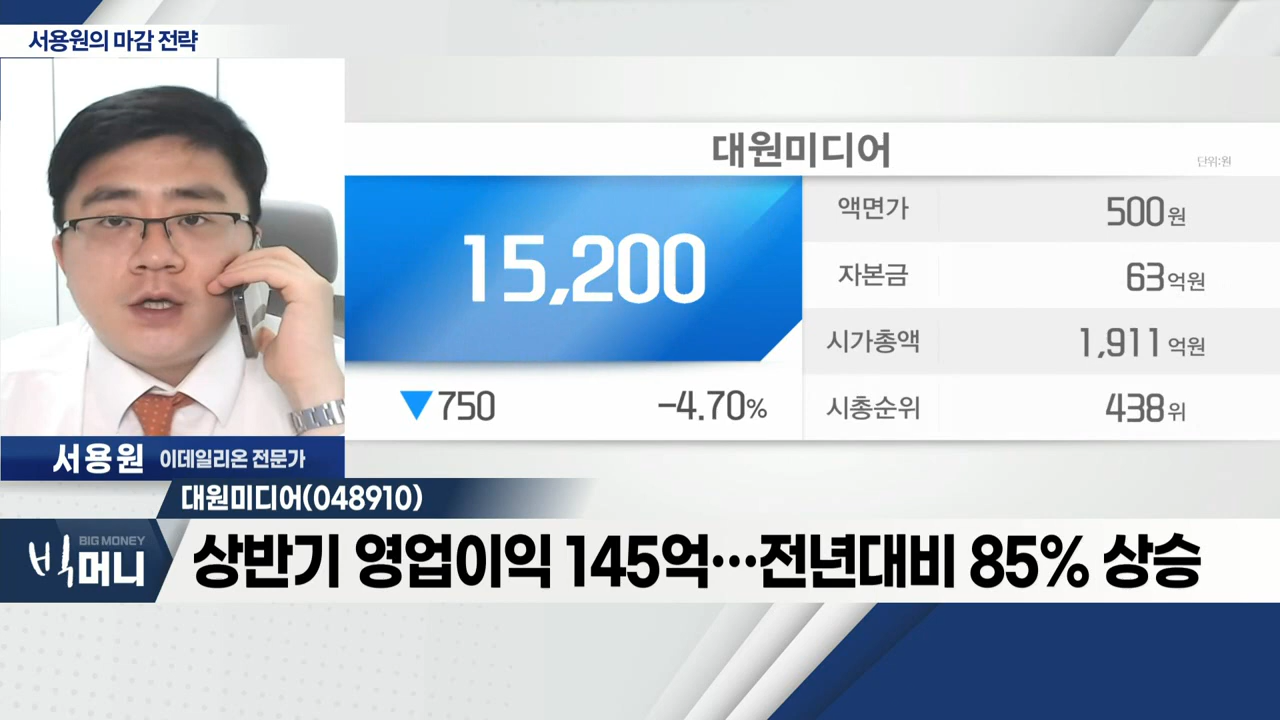 서용원의 마감 전략
대원미디어
단위:원
15,200
▼750 -4.70%
액면가 500원
자본금 63억원
시가총액 1,911억원
시총순위 438위
서용원 이데일리온 전문가
대원미디어(048910)
BIG MONEY
빅머니
상반기 영업이익 145억…전년대비 85% 상승